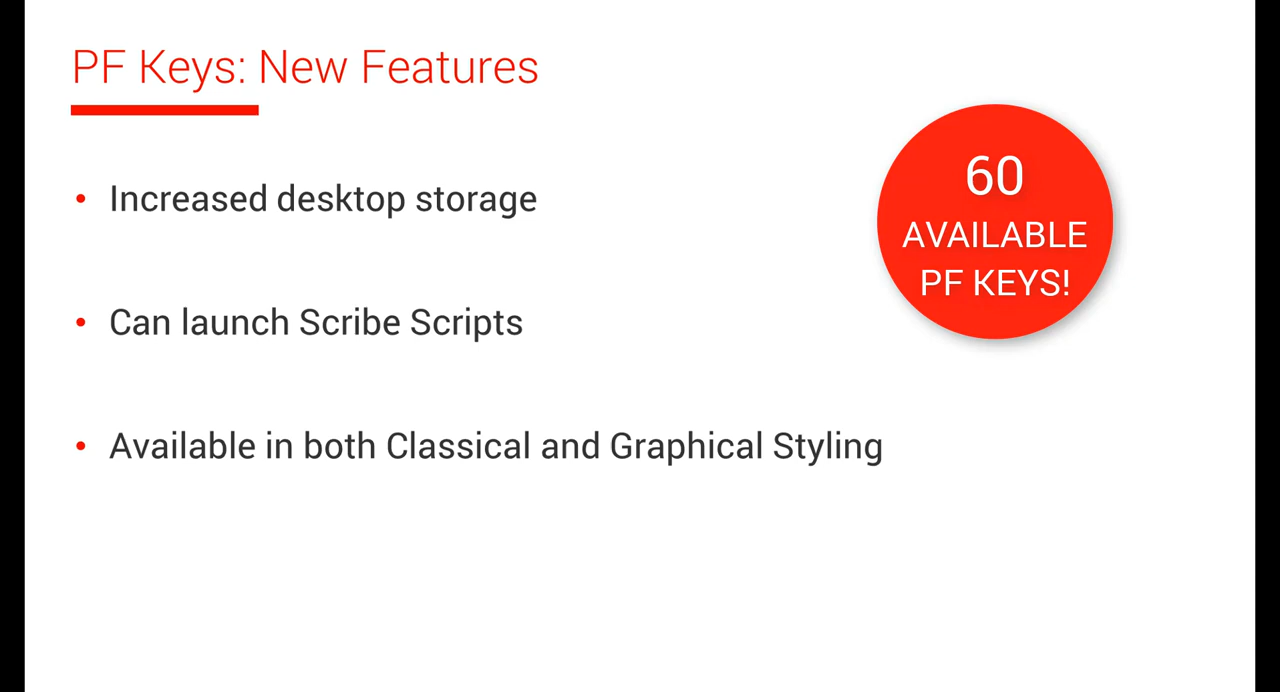 PF Keys: New Features
• Increased desktop storage
• Can launch Scribe Scripts
• Available in both Classical and Graphical Styling
60
AVAILABLE
PF KEYS!